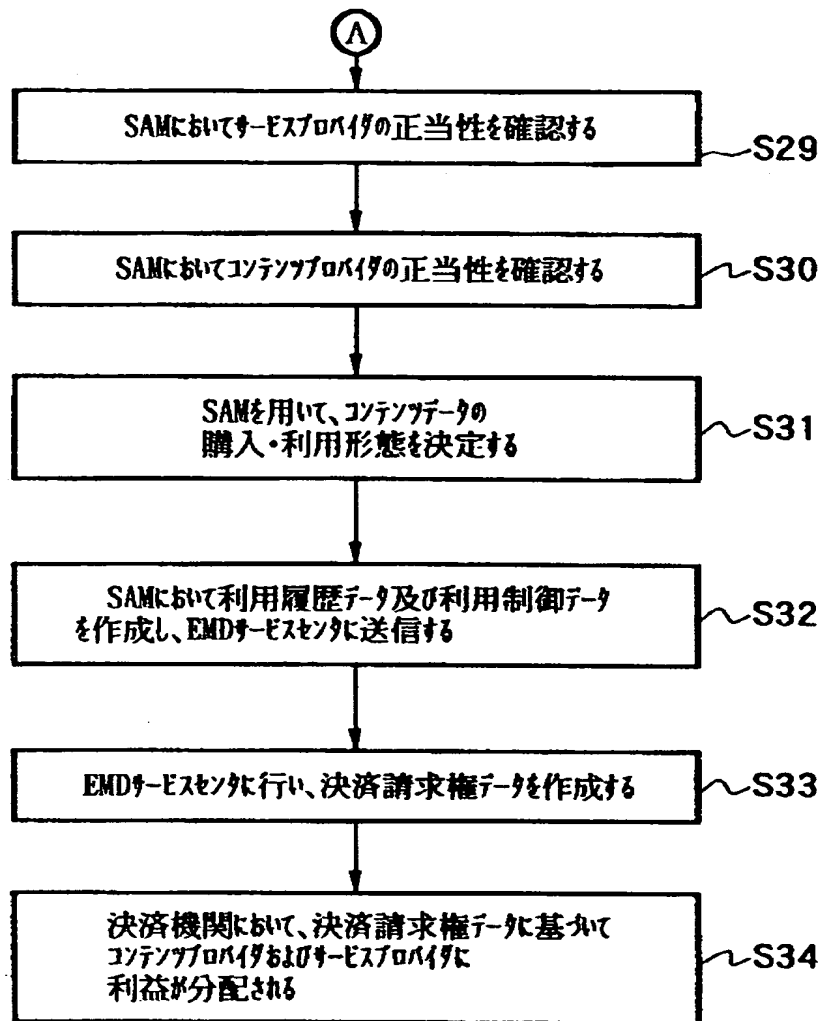 A
SAMにおいてサービスプロバイダの正当性を確認する
S29
SAMにおいてコンテンツプロバイダの正当性を確認する
S30
SAMを用いて、コンテンツデータの
購入・利用形態を決定する
S31
SAMにおいて利用履歴データ及び利用制御データ
を作成し、EMDサービスセンタに送信する
S32
EMDサービスセンタに行い、決済請求権データを作成する
S33
決済機関において、決済請求権データに基づいて
コンテンツプロバイダおよびサービスプロバイダに
利益が分配される
S34